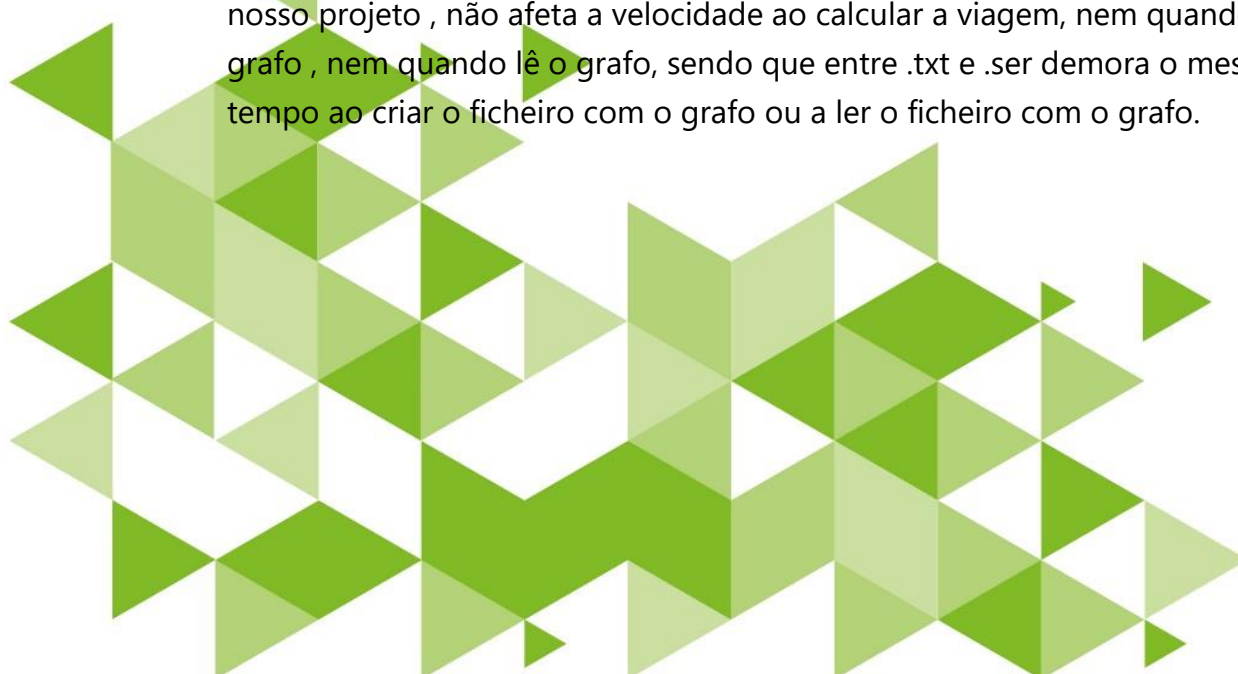 nosso projeto , não afeta a velocidade ao calcular a viagem, nem quand
grafo , nem quando lê o grafo, sendo que entre .txt e .ser demora o mes
tempo ao criar o ficheiro com o grafo ou a ler o ficheiro com o grafo.